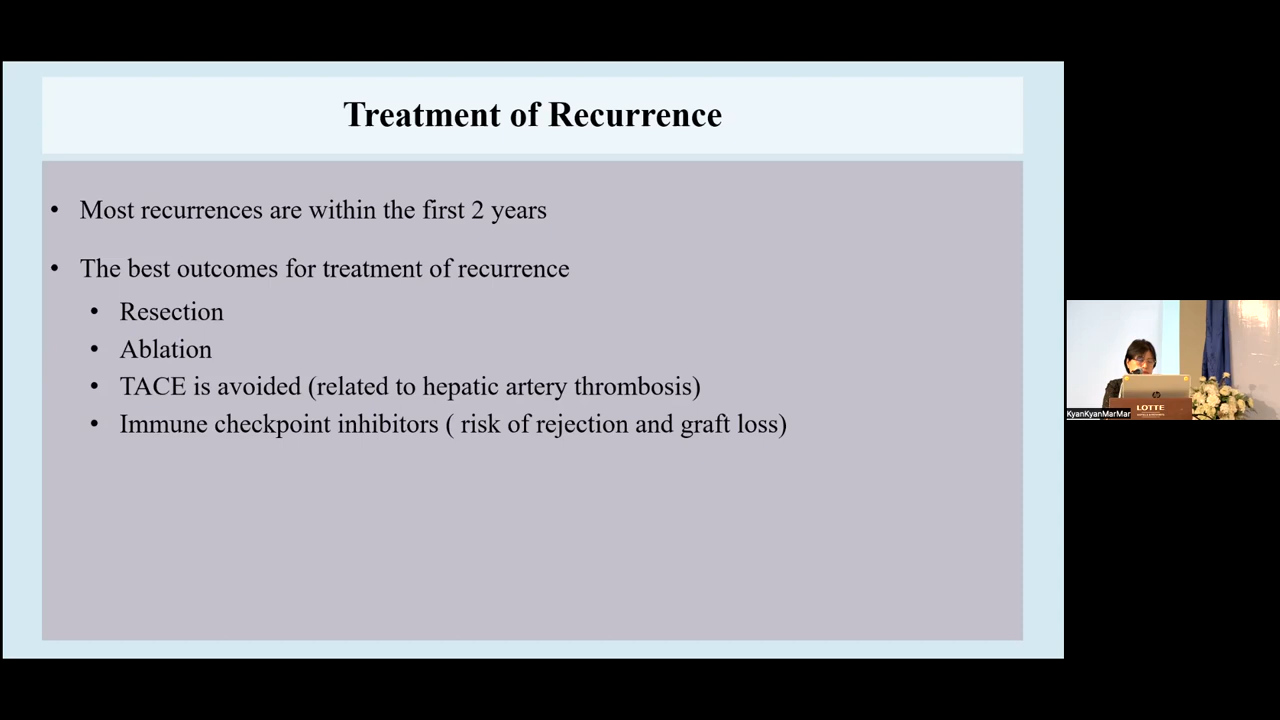 Treatment of Recurrence
• Most recurrences are within the first 2 years
• The best outcomes for treatment of recurrence
• Resection
• Ablation
• TACE is avoided (related to hepatic artery thrombosis)
• Immune checkpoint inhibitors ( risk of rejection and graft loss)
KyanKyanMarMar
LOTTE